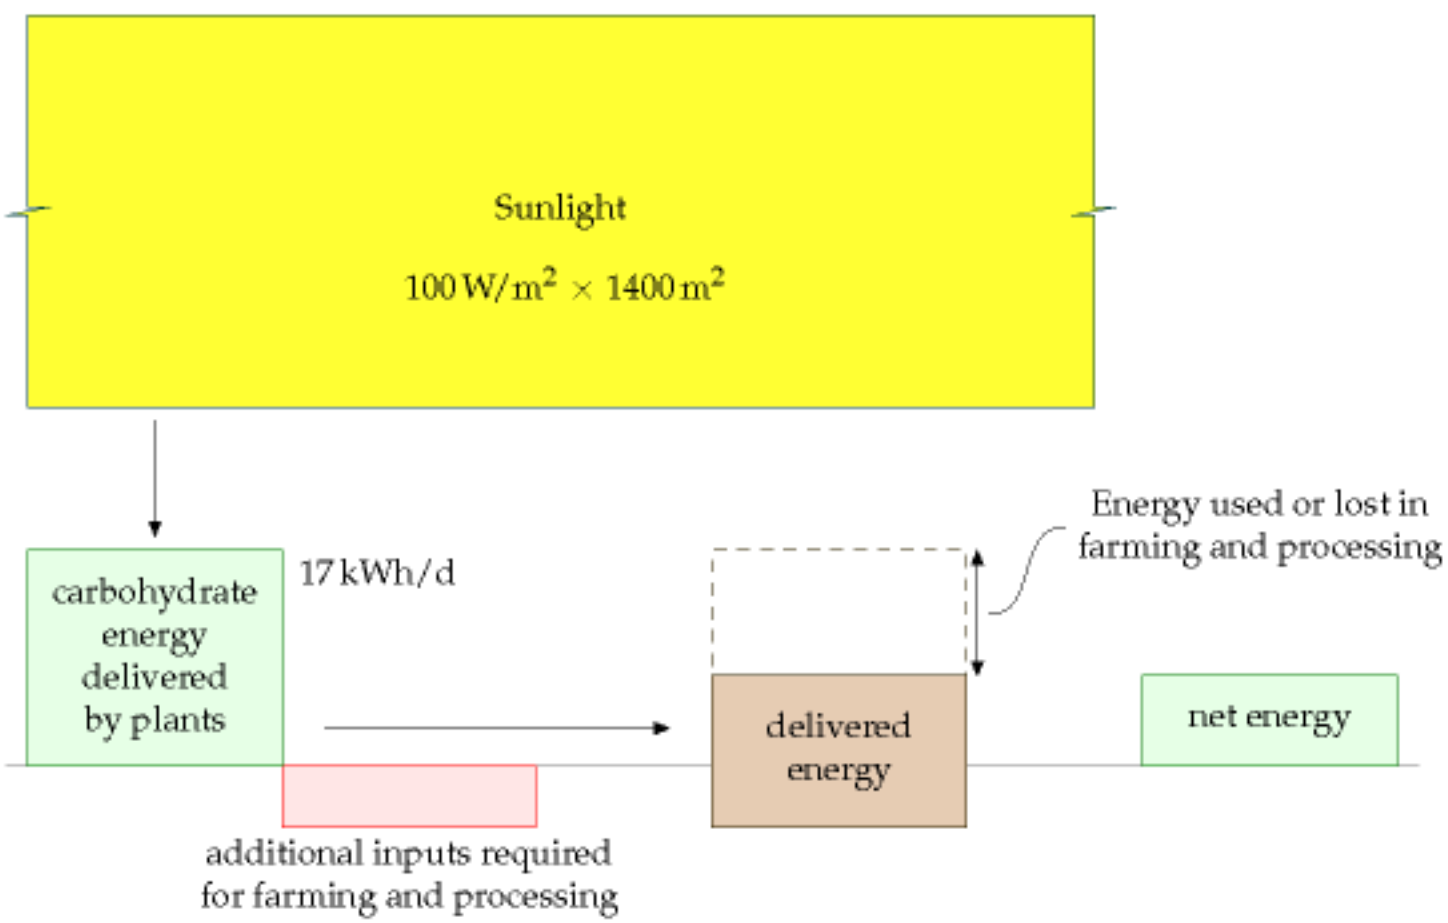 Sunlight
100 W/m² × 1400 m²
Energy used or lost in
farming and processing
carbohydrate
energy
delivered
by plants
17 kWh/d
delivered
energy
net energy
additional inputs required
for farming and processing